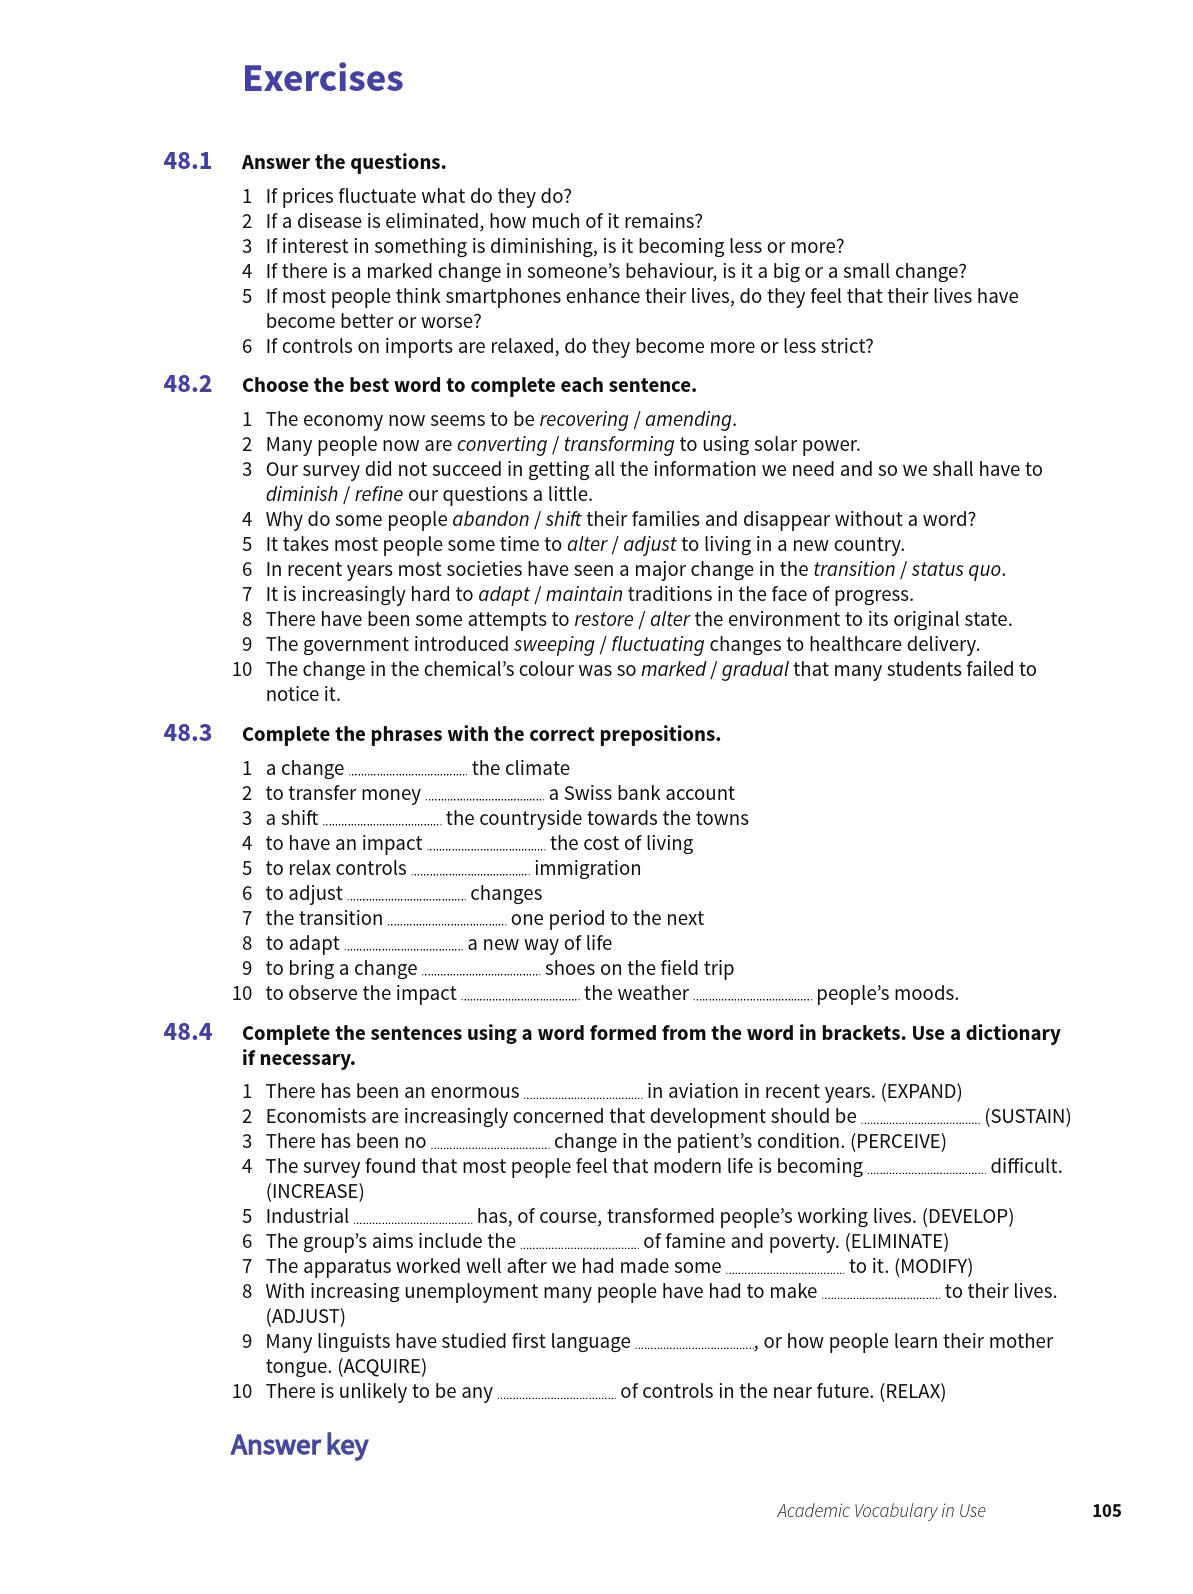 Exercises
48.1 Answer the questions.
1 If prices fluctuate what do they do?
2 If a disease is eliminated, how much of it remains?
3 If interest in something is diminishing, is it becoming less or more?
4 If there is a marked change in someone’s behaviour, is it a big or a small change?
5 If most people think smartphones enhance their lives, do they feel that their lives have
become better or worse?
6 If controls on imports are relaxed, do they become more or less strict?
48.2 Choose the best word to complete each sentence.
1 The economy now seems to be recovering / amending.
2 Many people now are converting / transforming to using solar power.
3 Our survey did not succeed in getting all the information we need and so we shall have to
diminish / refine our questions a little.
4 Why do some people abandon / shift their families and disappear without a word?
5 It takes most people some time to alter / adjust to living in a new country.
6 In recent years most societies have seen a major change in the transition / status quo.
7 It is increasingly hard to adapt / maintain traditions in the face of progress.
8 There have been some attempts to restore / alter the environment to its original state.
9 The government introduced sweeping / fluctuating changes to healthcare delivery.
10 The change in the chemical’s colour was so marked / gradual that many students failed to
notice it.
48.3 Complete the phrases with the correct prepositions.
1 a change ........................ the climate
2 to transfer money ........................ a Swiss bank account
3 a shift ........................ the countryside towards the towns
4 to have an impact ........................ the cost of living
5 to relax controls ........................ immigration
6 to adjust ........................ changes
7 the transition ........................ one period to the next
8 to adapt ........................ a new way of life
9 to bring a change ........................ shoes on the field trip
10 to observe the impact ........................ the weather ........................ people’s moods.
48.4 Complete the sentences using a word formed from the word in brackets. Use a dictionary
if necessary.
1 There has been an enormous ........................ in aviation in recent years. (EXPAND)
2 Economists are increasingly concerned that development should be ........................ (SUSTAIN)
3 There has been no ........................ change in the patient’s condition. (PERCEIVE)
4 The survey found that most people feel that modern life is becoming ........................ difficult.
(INCREASE)
5 Industrial ........................ has, of course, transformed people’s working lives. (DEVELOP)
6 The group’s aims include the ........................ of famine and poverty. (ELIMINATE)
7 The apparatus worked well after we had made some ........................ to it. (MODIFY)
8 With increasing unemployment many people have had to make ........................ to their lives.
(ADJUST)
9 Many linguists have studied first language ........................, or how people learn their mother
tongue. (ACQUIRE)
10 There is unlikely to be any ........................ of controls in the near future. (RELAX)
Answer key
Academic Vocabulary in Use 105